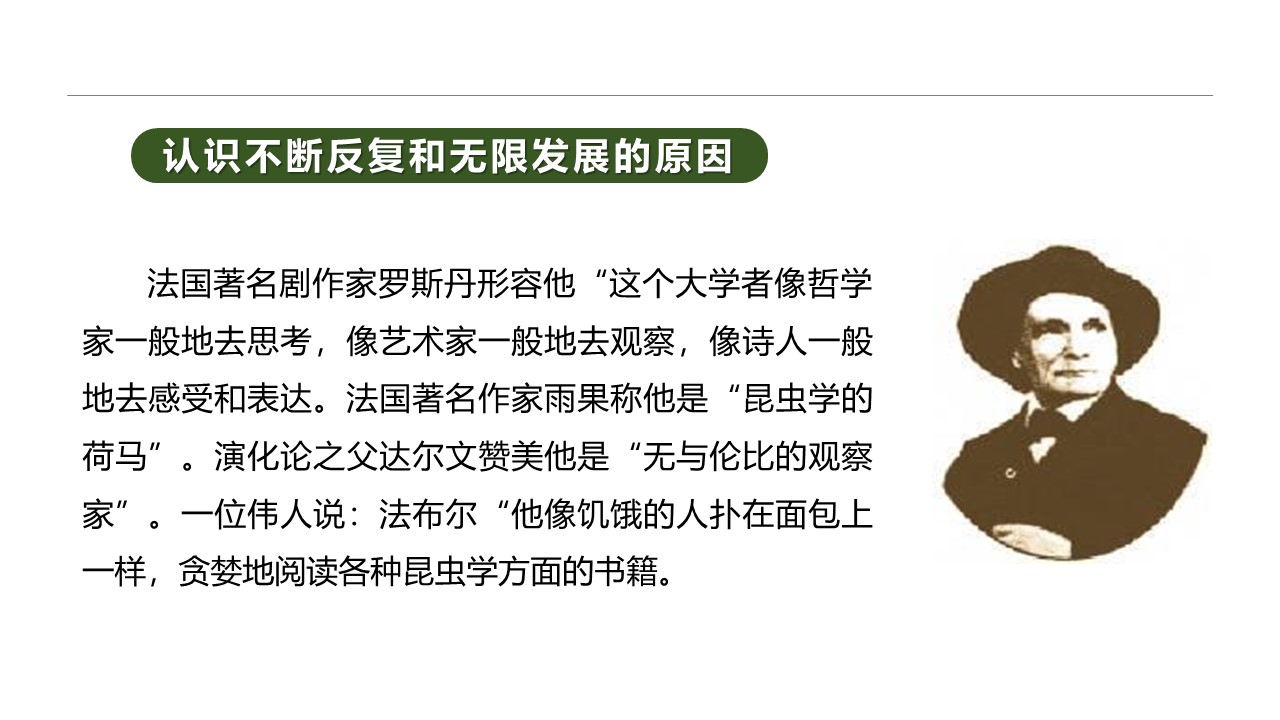 认识不断反复和无限发展的原因
法国著名剧作家罗斯丹形容他“这个大学者像哲学
家一般地去思考，像艺术家一般地去观察，像诗人一般
地去感受和表达。法国著名作家雨果称他是“昆虫学的
荷马”。演化论之父达尔文赞美他是“无与伦比的观察
家”。一位伟人说：法布尔“他像饥饿的人扑在面包上
一样，贪婪地阅读各种昆虫学方面的书籍。